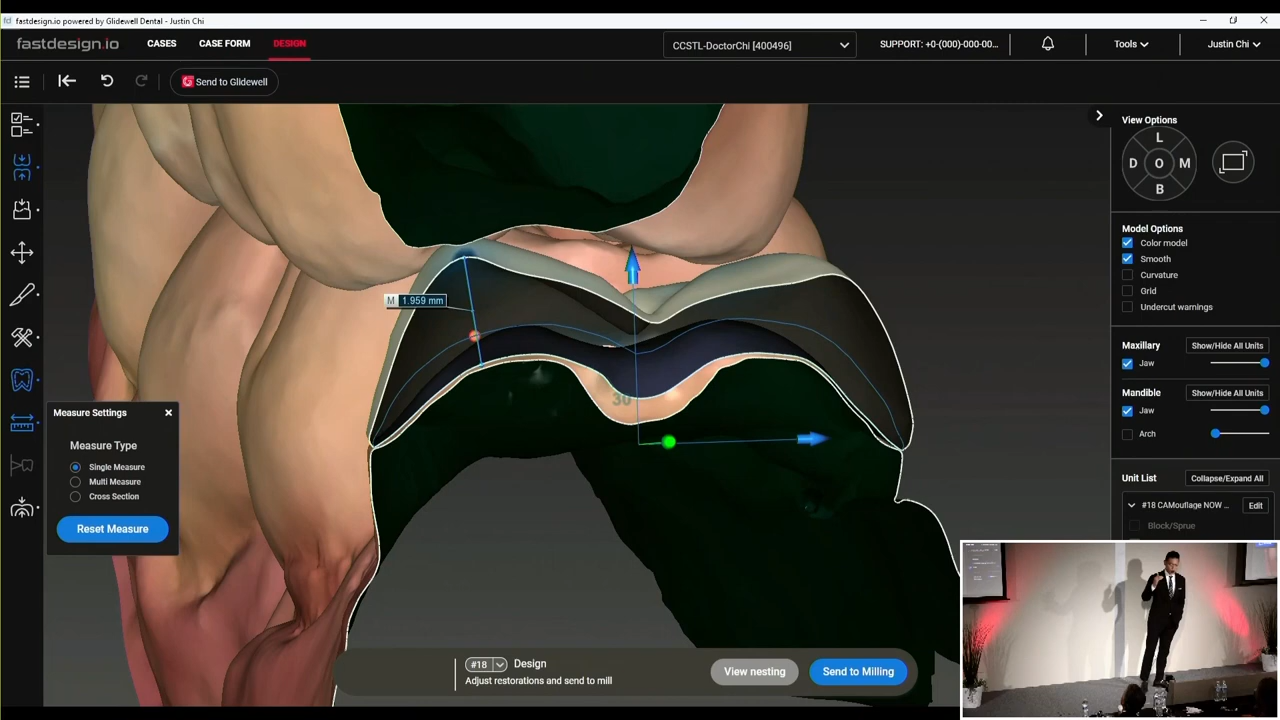 fd fastdesign.io powered by Glidewell Dental - Justin Chi
fastdesign.io CASES CASE FORM DESIGN CCSTL-DoctorChi [400496] SUPPORT: +0-(000)-000-00... Tools Justin Chi
Send to Glidewell
View Options
L
D O M
B
Model Options
Color model
Smooth
Curvature
Grid
Undercut warnings
Maxillary Show/Hide All Units
Jaw
Mandible Show/Hide All Units
Jaw
Arch
Unit List Collapse/Expand All
#18 CAMouflage NOW ... Edit
Block/Sprue
M 1.959 mm
30
Measure Settings
Measure Type
Single Measure
Multi Measure
Cross Section
Reset Measure
#18 Design
Adjust restorations and send to mill
View nesting Send to Milling